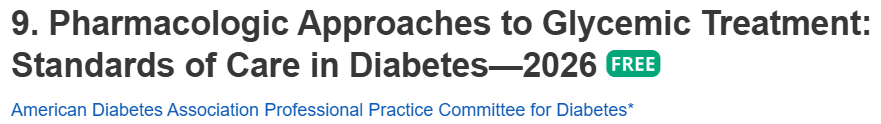 9. Pharmacologic Approaches to Glycemic Treatment:
Standards of Care in Diabetes—2026 FREE
American Diabetes Association Professional Practice Committee for Diabetes*